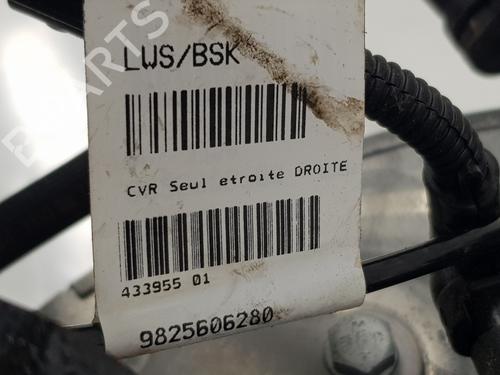 LWS/BSK
CVR Seul etroite DROITE
433955 01
9825606280